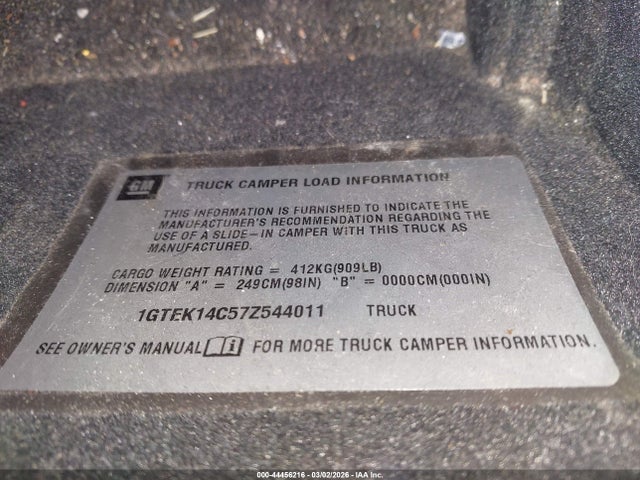 GM TRUCK CAMPER LOAD INFORMATION
THIS INFORMATION IS FURNISHED TO INDICATE THE
MANUFACTURER'S RECOMMENDATION REGARDING THE
USE OF A SLIDE-IN CAMPER WITH THIS TRUCK AS
MANUFACTURED.
CARGO WEIGHT RATING = 412KG(909LB)
DIMENSION "A" = 249CM(98IN) "B" = 0000CM(000IN)
1GTEK14C57Z544011 TRUCK
SEE OWNER'S MANUAL i FOR MORE TRUCK CAMPER INFORMATION.
000-44456216 - 03/02/2026 - IAA Inc.